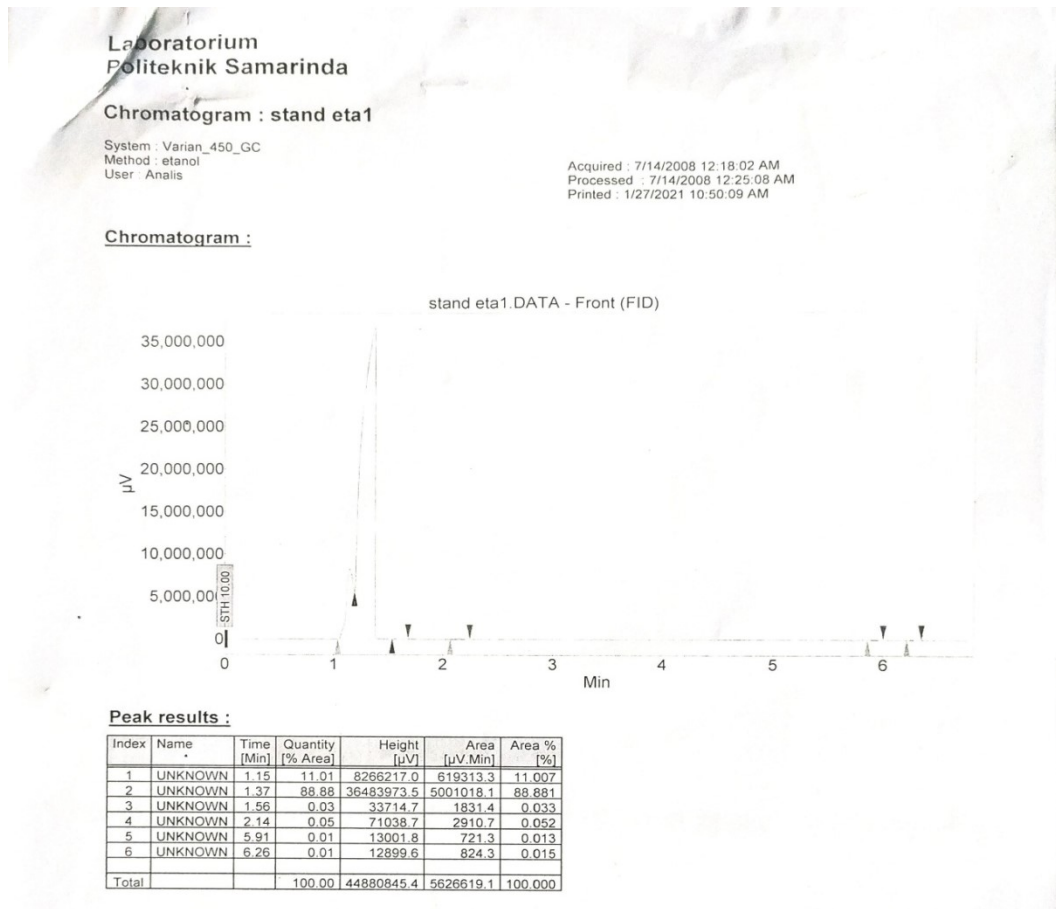 Laboratorium
Politeknik Samarinda
Chromatogram : stand eta1
System : Varian_450_GC
Method : etanol
User : Analis
Acquired : 7/14/2008 12:18:02 AM
Processed : 7/14/2008 12:25:08 AM
Printed : 1/27/2021 10:50:09 AM
Chromatogram :
stand eta1.DATA - Front (FID)
35,000,000
30,000,000
25,000,000
20,000,000
15,000,000
10,000,000
5,000,00
0
µV
STH 10.00
0 1 2 3 4 5 6
Min
Peak results :
Index Name Time Quantity Height Area Area %
[Min] [% Area] [µV] [µV.Min] [%]
1 UNKNOWN 1.15 11.01 8266217.0 619313.3 11.007
2 UNKNOWN 1.37 88.88 36483973.5 5001018.1 88.881
3 UNKNOWN 1.56 0.03 33714.7 1831.4 0.033
4 UNKNOWN 2.14 0.05 71038.7 2910.7 0.052
5 UNKNOWN 5.91 0.01 13001.8 721.3 0.013
6 UNKNOWN 6.26 0.01 12899.6 824.3 0.015
Total 100.00 44880845.4 5626619.1 100.000